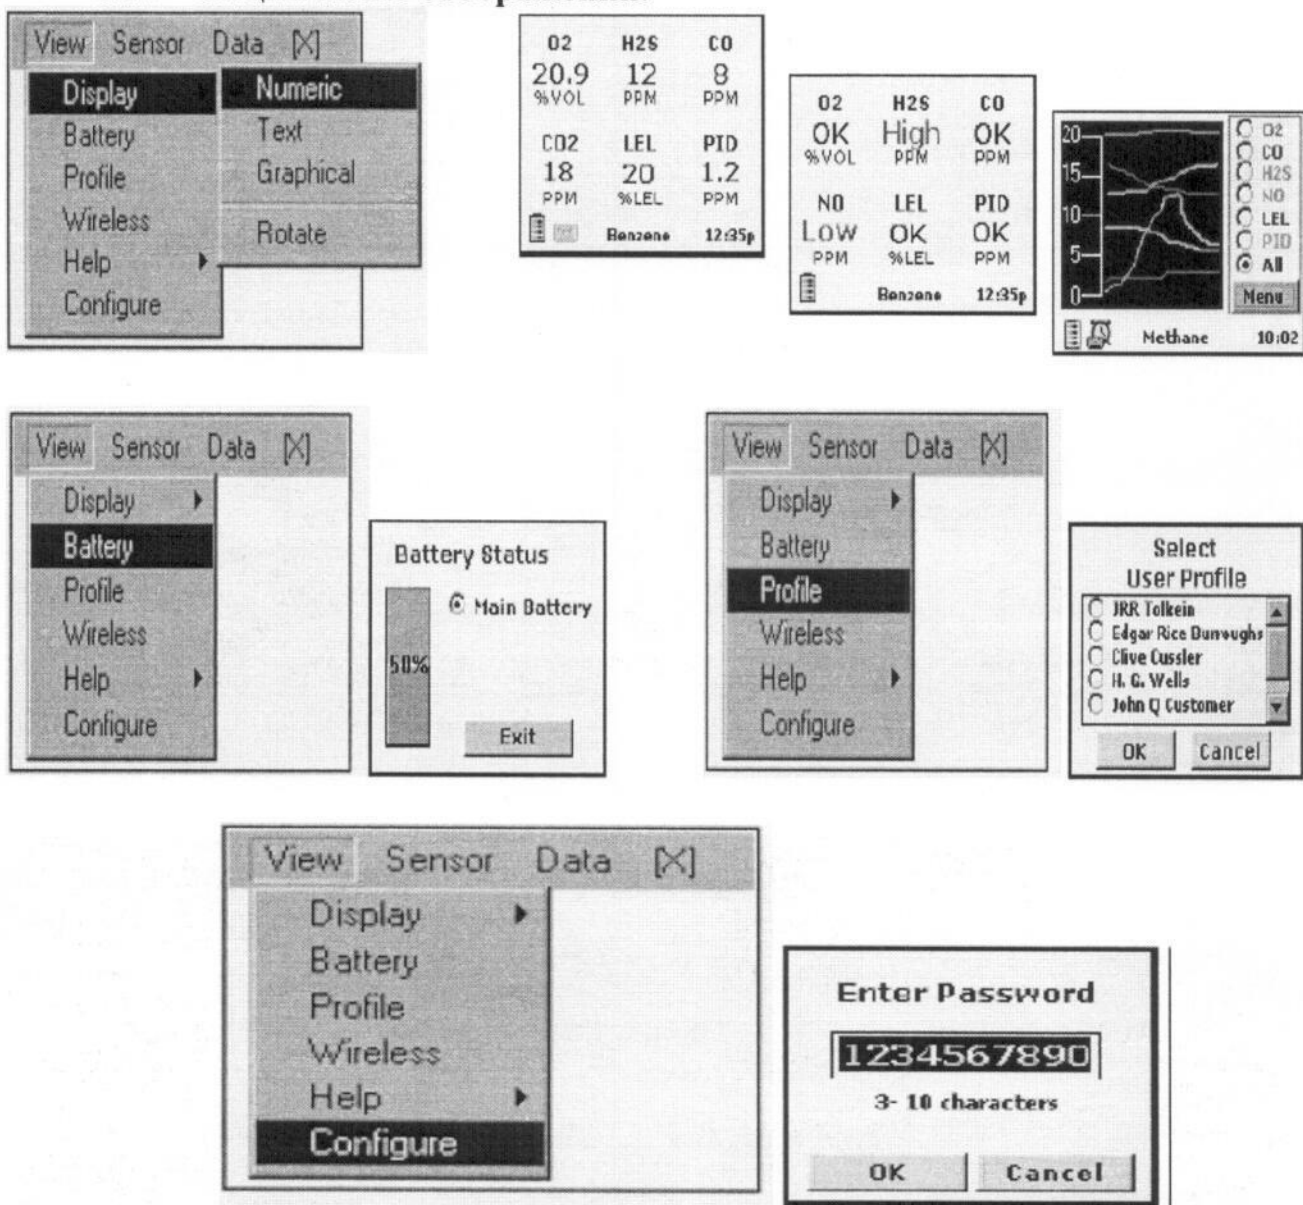 View Sensor Data [X]
Display Numeric
Battery Text
Profile Graphical
Wireless
Rotate
Help
Configure
O2 H2S CO
20.9 12 8
%VOL PPM PPM
CO2 LEL PID
18 20 1.2
PPM %LEL PPM
Benzene 12:35p
O2 H2S CO
OK High OK
%VOL PPM PPM
NO LEL PID
Low OK OK
PPM %LEL PPM
Benzene 12:35p
20
15
10
5
0
O2
CO
H2S
NO
LEL
PID
All
Menu
Methane 10:02
View Sensor Data [X]
Display
Battery
Profile
Wireless
Help
Configure
Battery Status
Main Battery
50%
Exit
View Sensor Data [X]
Display
Battery
Profile
Wireless
Help
Configure
Select
User Profile
JRR Tolkein
Edgar Rice Burroughs
Clive Cussler
H. G. Wells
John Q Customer
OK Cancel
View Sensor Data [X]
Display
Battery
Profile
Wireless
Help
Configure
Enter Password
1234567890
3- 10 characters
OK Cancel